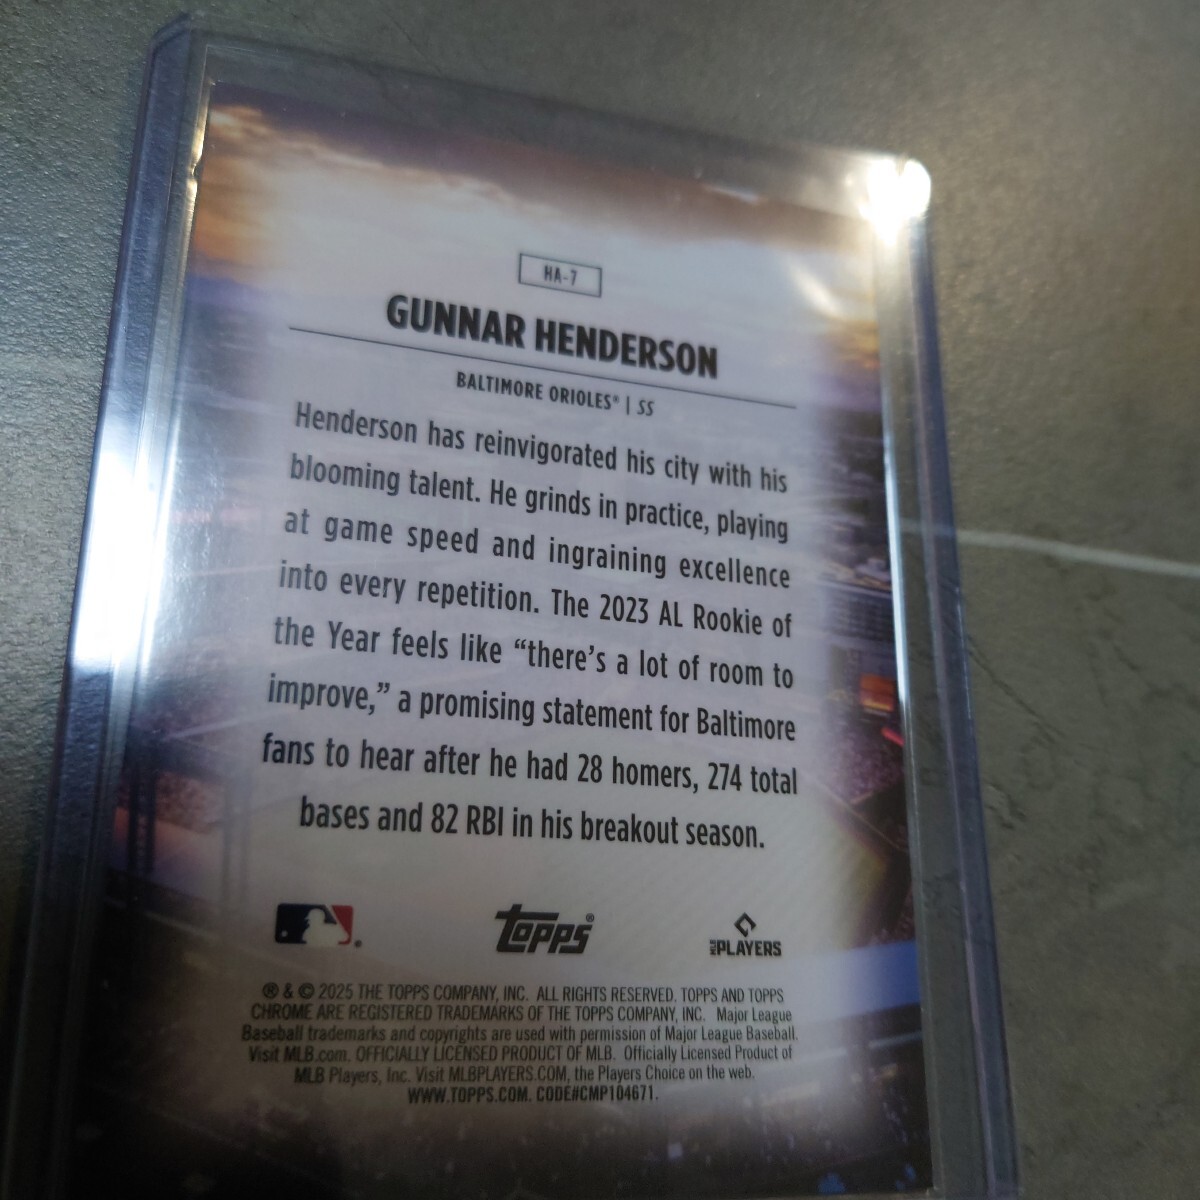 HA-7
GUNNAR HENDERSON
BALTIMORE ORIOLES® | SS
Henderson has reinvigorated his city with his
blooming talent. He grinds in practice, playing
at game speed and ingraining excellence
into every repetition. The 2023 AL Rookie of
the Year feels like “there’s a lot of room to
improve,” a promising statement for Baltimore
fans to hear after he had 28 homers, 274 total
bases and 82 RBI in his breakout season.
topps®
MLB PLAYERS
® & © 2025 THE TOPPS COMPANY, INC. ALL RIGHTS RESERVED. TOPPS AND TOPPS
CHROME ARE REGISTERED TRADEMARKS OF THE TOPPS COMPANY, INC. Major League
Baseball trademarks and copyrights are used with permission of Major League Baseball.
Visit MLB.com. OFFICIALLY LICENSED PRODUCT OF MLB. Officially Licensed Product of
MLB Players, Inc. Visit MLBPLAYERS.COM, the Players Choice on the web.
WWW.TOPPS.COM. CODE#CMP104671.